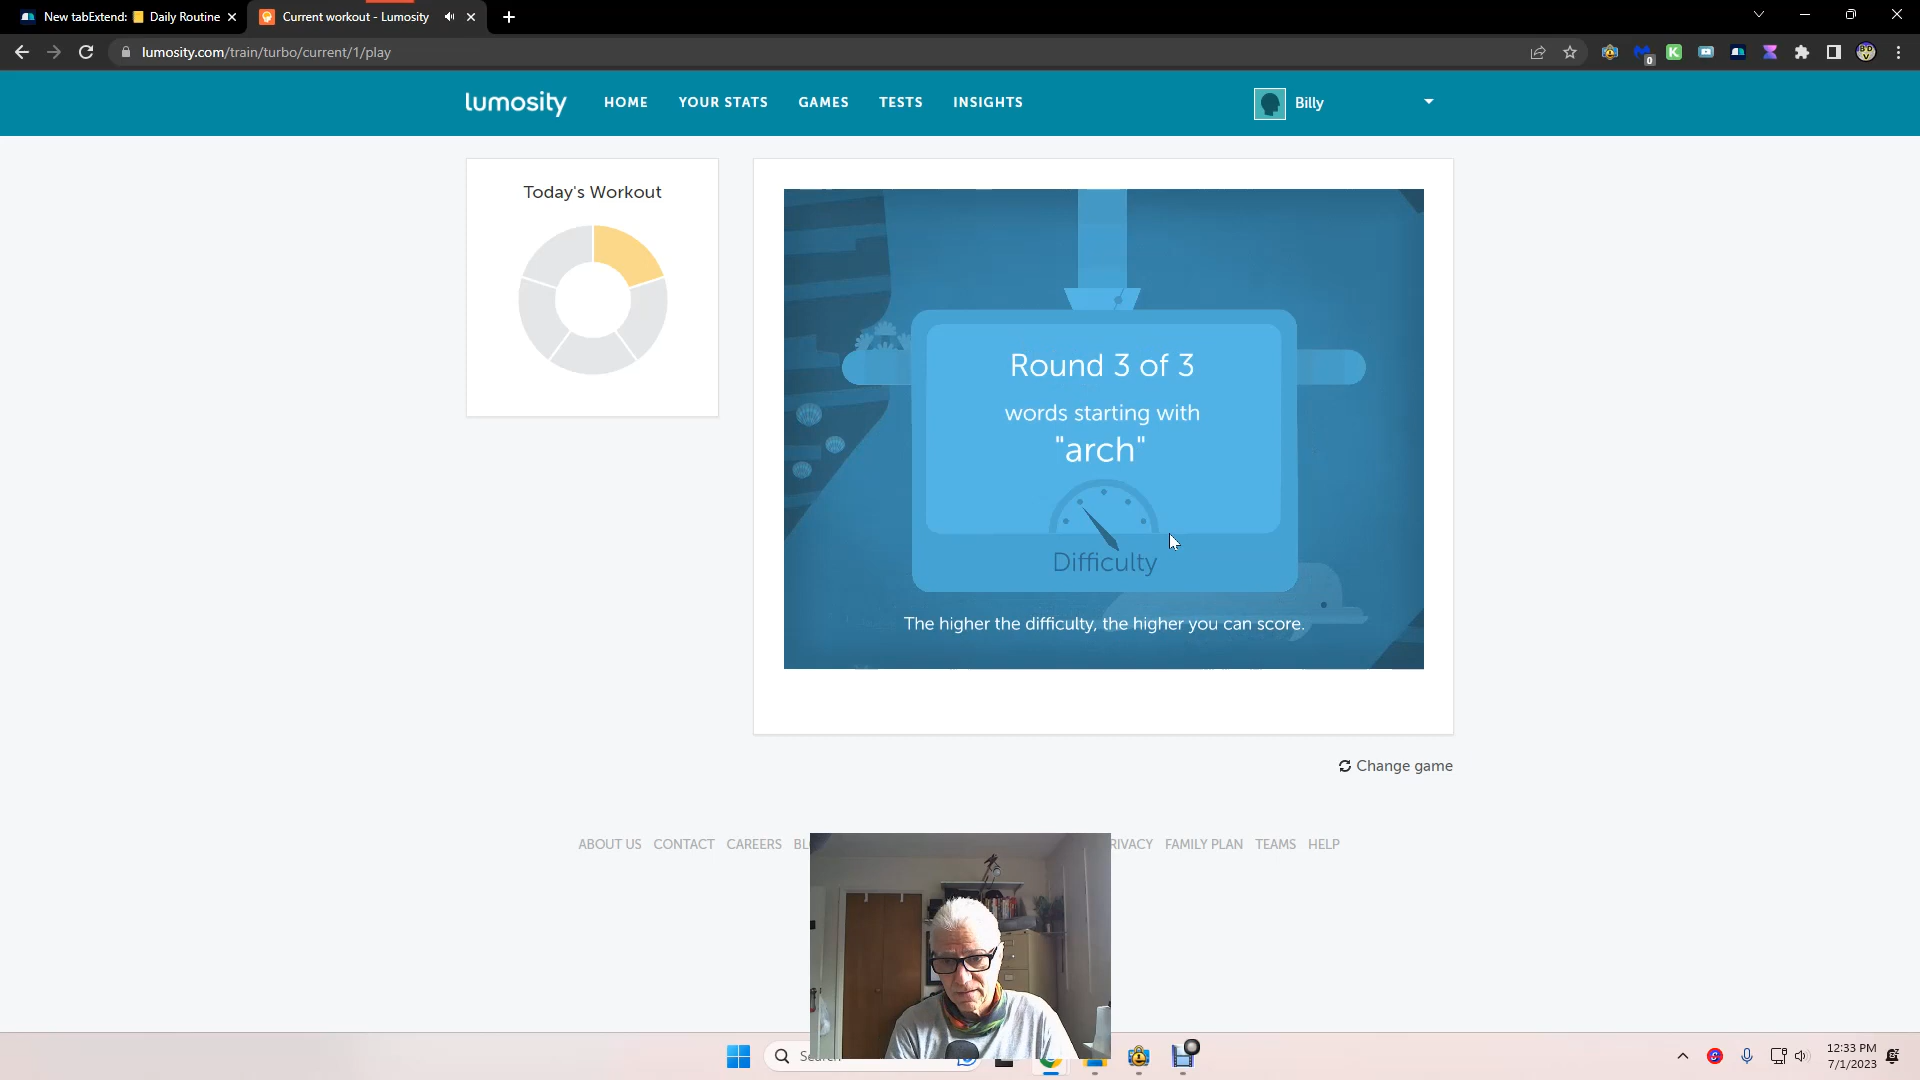 New tabExtend: Daily Routine
Current workout - Lumosity
lumosity.com/train/turbo/current/1/play
0
K
lumosity
HOME
YOUR STATS
GAMES
TESTS
INSIGHTS
Billy
Today's Workout
Round 3 of 3
words starting with
"arch"
Difficulty
The higher the difficulty, the higher you can score.
Change game
ABOUT US
CONTACT
CAREERS
FAMILY PLAN
TEAMS
HELP
12:33 PM
7/1/2023